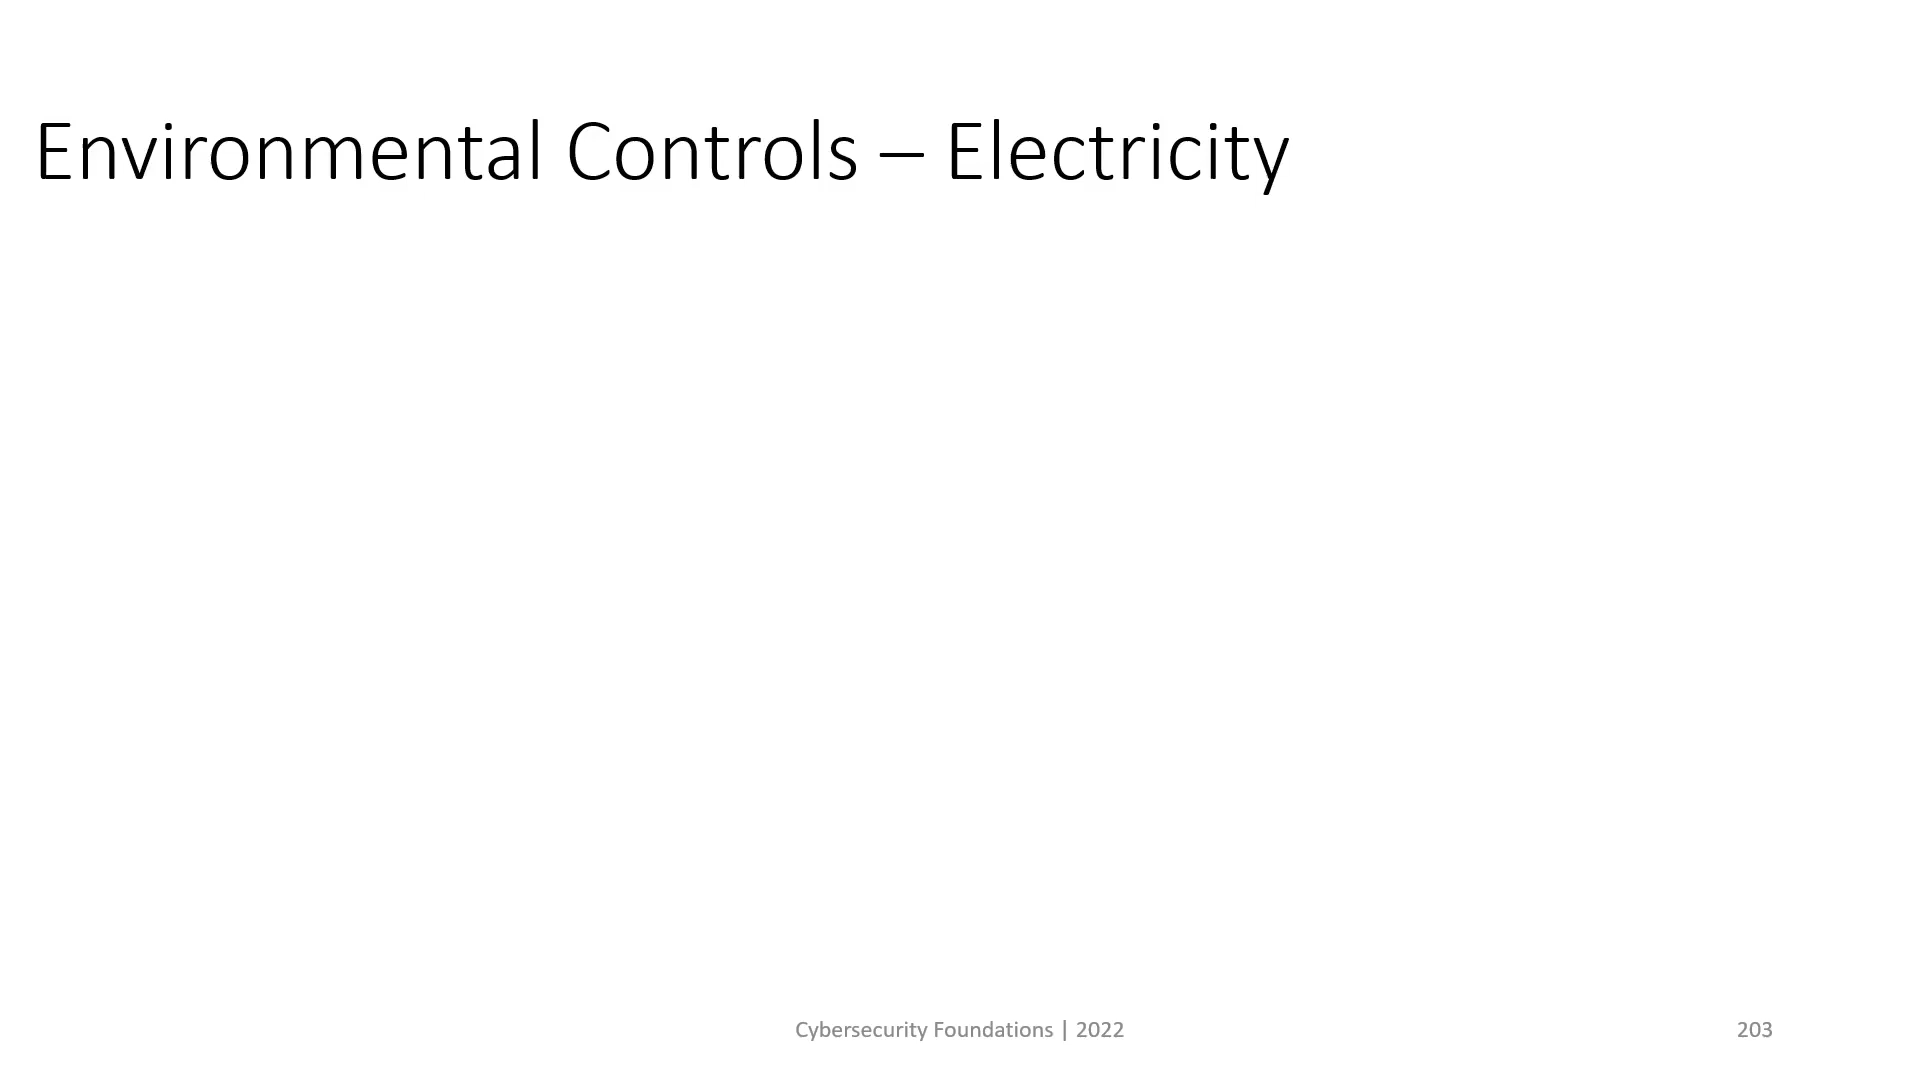 Environmental Controls – Electricity
Cybersecurity Foundations | 2022
203